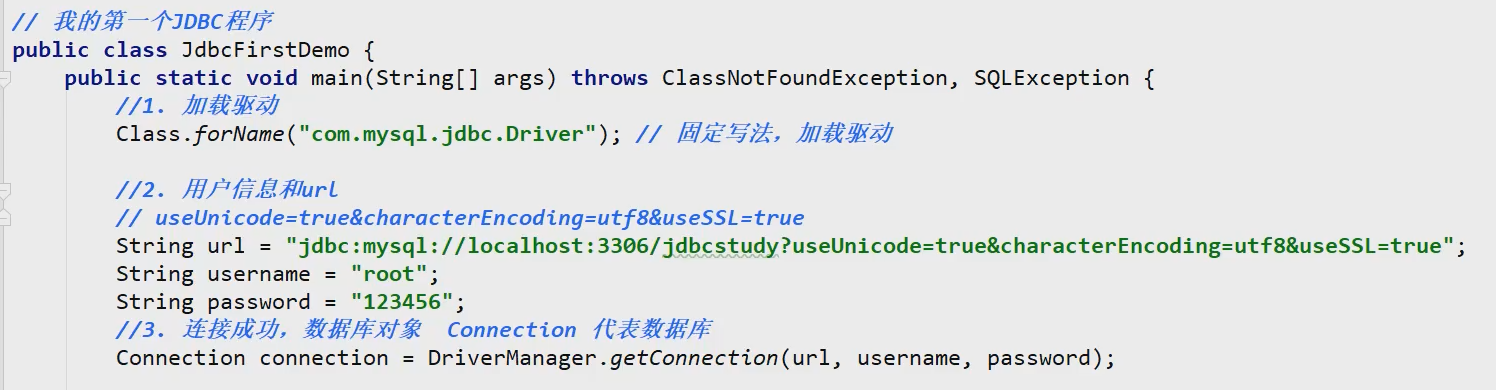 // 我的第一个JDBC程序
public class JdbcFirstDemo {
public static void main(String[] args) throws ClassNotFoundException, SQLException {
//1. 加载驱动
Class.forName("com.mysql.jdbc.Driver"); // 固定写法，加载驱动
//2. 用户信息和url
// useUnicode=true&characterEncoding=utf8&useSSL=true
String url = "jdbc:mysql://localhost:3306/jdbcstudy?useUnicode=true&characterEncoding=utf8&useSSL=true";
String username = "root";
String password = "123456";
//3. 连接成功，数据库对象  Connection 代表数据库
Connection connection = DriverManager.getConnection(url, username, password);